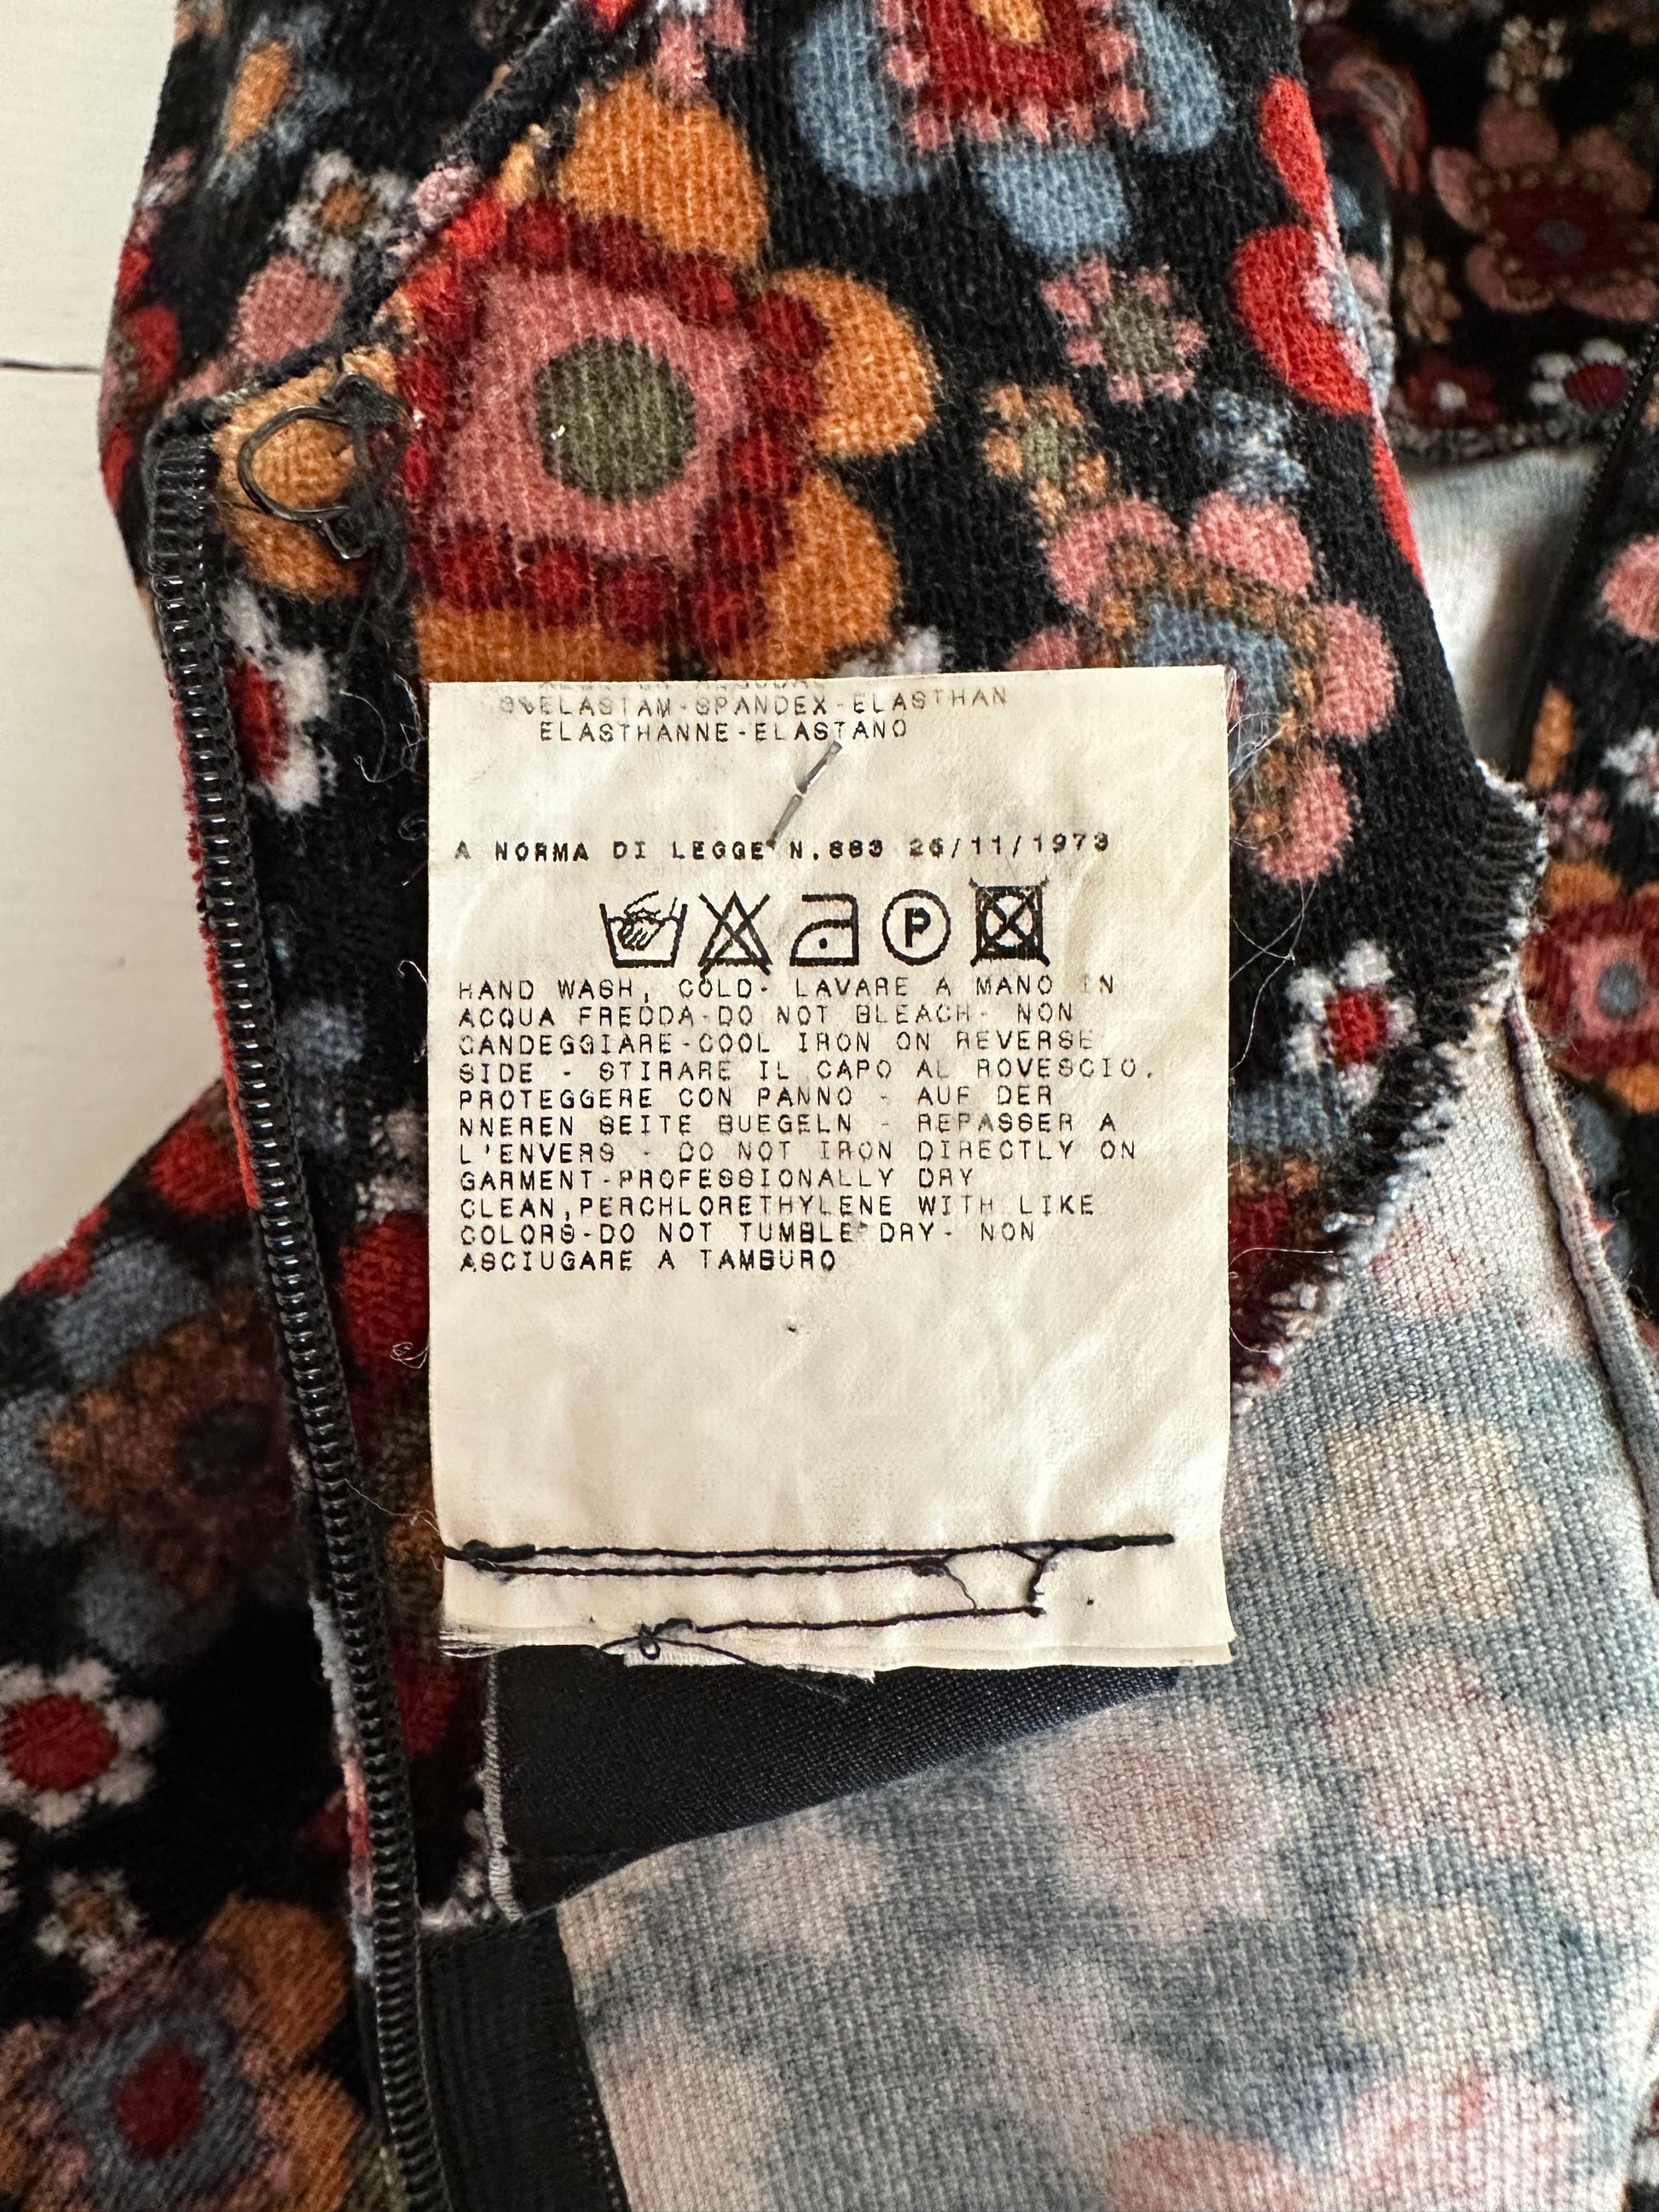 ELASTAM-SPANDEX-ELASTHAN
ELASTHANNE-ELASTANO
A NORMA DI LEGGE N.883 26/11/1973
P
HAND WASH, COLD- LAVARE A MANO IN
ACQUA FREDDA-DO NOT BLEACH- NON
CANDEGGIARE-COOL IRON ON REVERSE
SIDE - STIRARE IL CAPO AL ROVESCIO.
PROTEGGERE CON PANNO - AUF DER
NNEREN SEITE BUEGELN - REPASSER A
L'ENVERS - DO NOT IRON DIRECTLY ON
GARMENT-PROFESSIONALLY DRY
CLEAN,PERCHLORETHYLENE WITH LIKE
COLORS-DO NOT TUMBLE DRY- NON
ASCIUGARE A TAMBURO